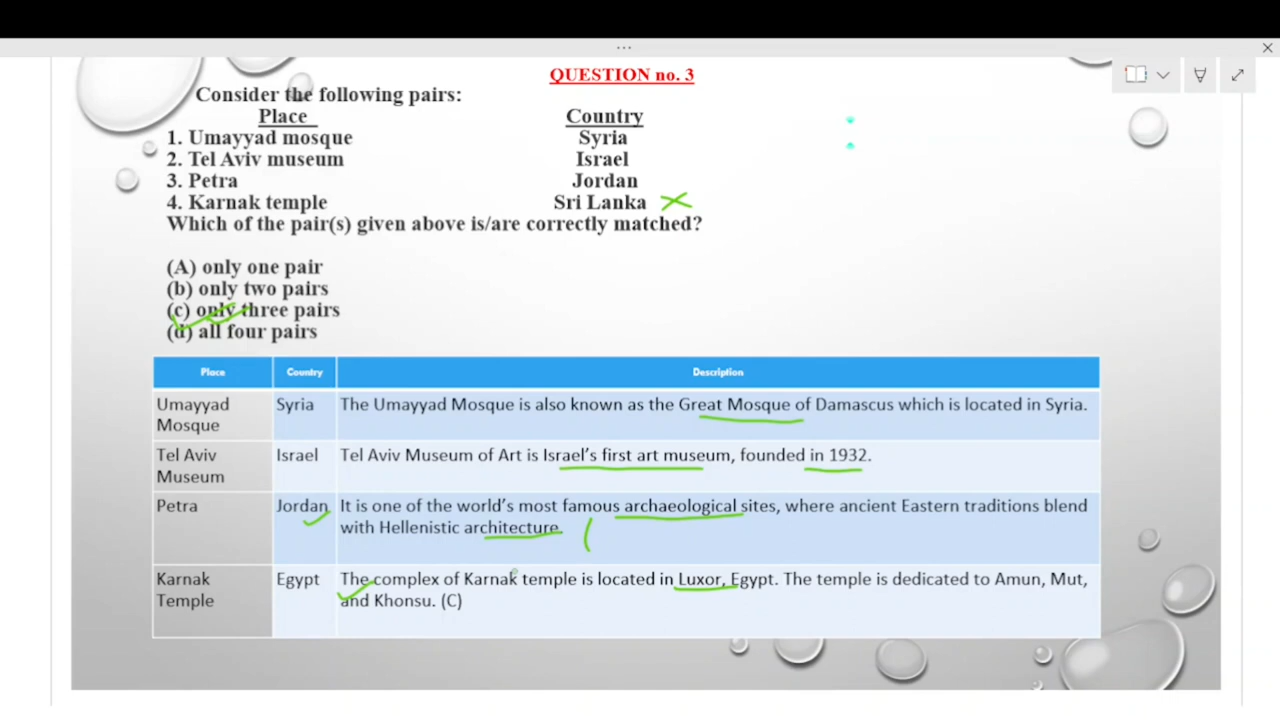 QUESTION no. 3
Consider the following pairs:
Place Country
1. Umayyad mosque Syria
2. Tel Aviv museum Israel
3. Petra Jordan
4. Karnak temple Sri Lanka
Which of the pair(s) given above is/are correctly matched?
(A) only one pair
(b) only two pairs
(c) only three pairs
(d) all four pairs
Place Country Description
Umayyad Mosque Syria The Umayyad Mosque is also known as the Great Mosque of Damascus which is located in Syria.
Tel Aviv Museum Israel Tel Aviv Museum of Art is Israel's first art museum, founded in 1932.
Petra Jordan It is one of the world's most famous archaeological sites, where ancient Eastern traditions blend
with Hellenistic architecture.
Karnak Temple Egypt The complex of Karnak temple is located in Luxor, Egypt. The temple is dedicated to Amun, Mut,
and Khonsu. (C)